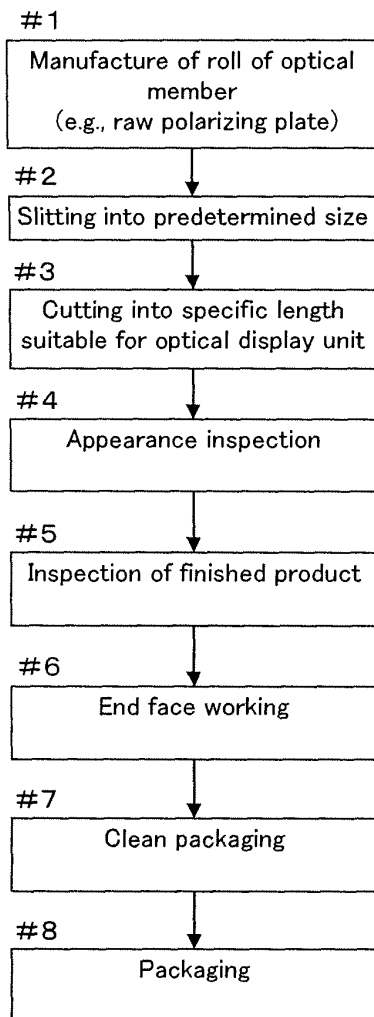 #1
Manufacture of roll of optical
member
(e.g., raw polarizing plate)
#2
Slitting into predetermined size
#3
Cutting into specific length
suitable for optical display unit
#4
Appearance inspection
#5
Inspection of finished product
#6
End face working
#7
Clean packaging
#8
Packaging